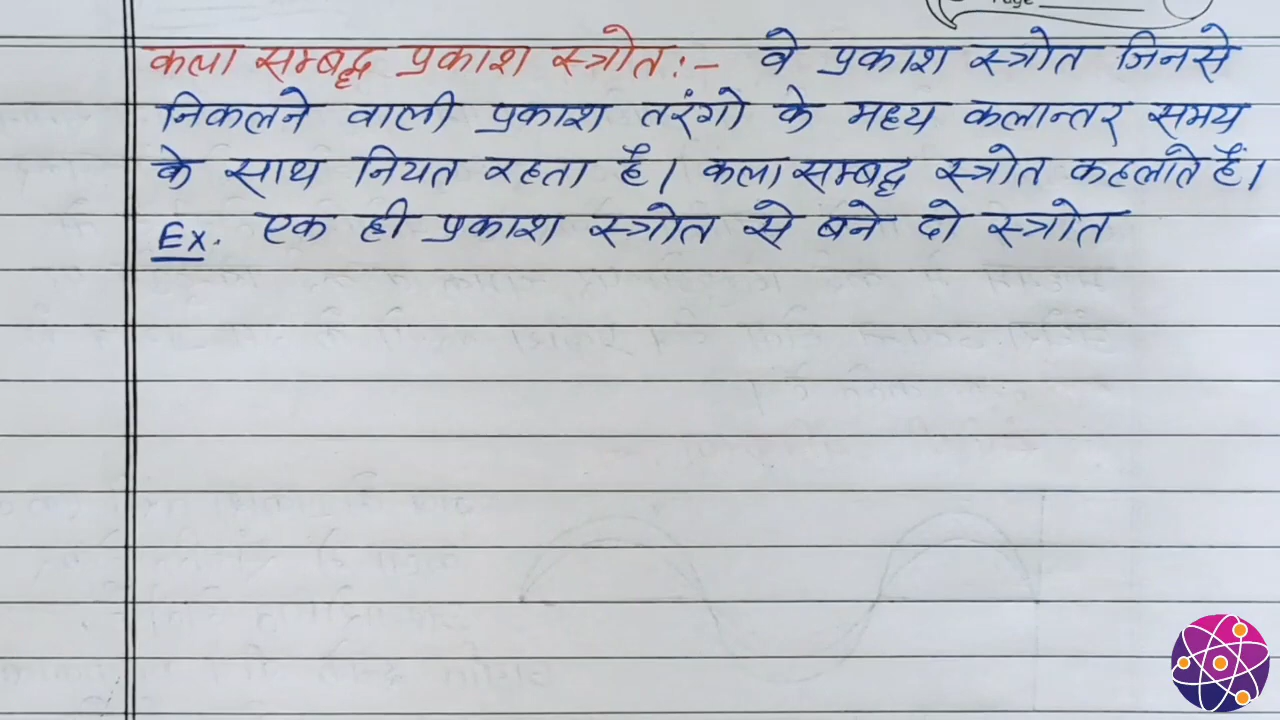 Page
कला सम्बद्ध प्रकाश स्त्रोत :- वे प्रकाश स्त्रोत जिनसे
निकलने वाली प्रकाश तरंगो के मध्य कलान्तर समय
के साथ नियत रहता है। कला सम्बद्ध स्त्रोत कहलाते है।
Ex. एक ही प्रकाश स्त्रोत से बने दो स्त्रोत